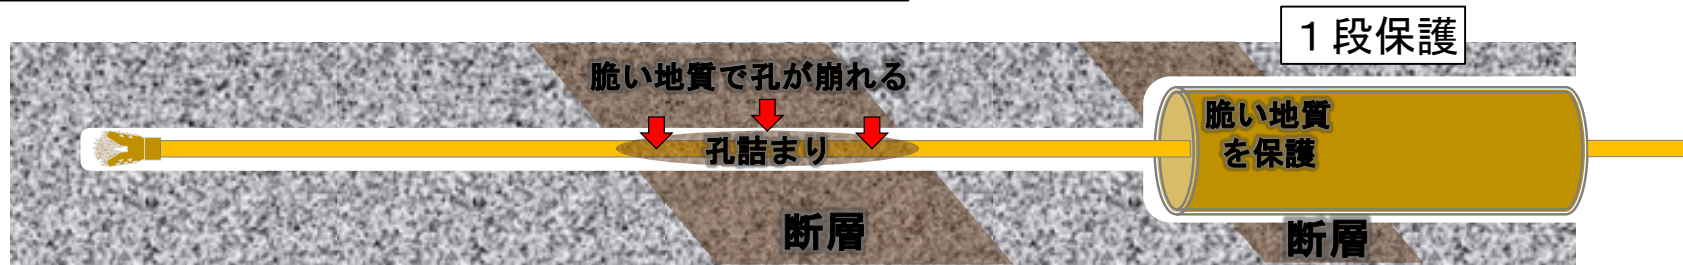 １段保護
脆い地質で孔が崩れる
孔詰まり
脆い地質
を保護
断層
断層